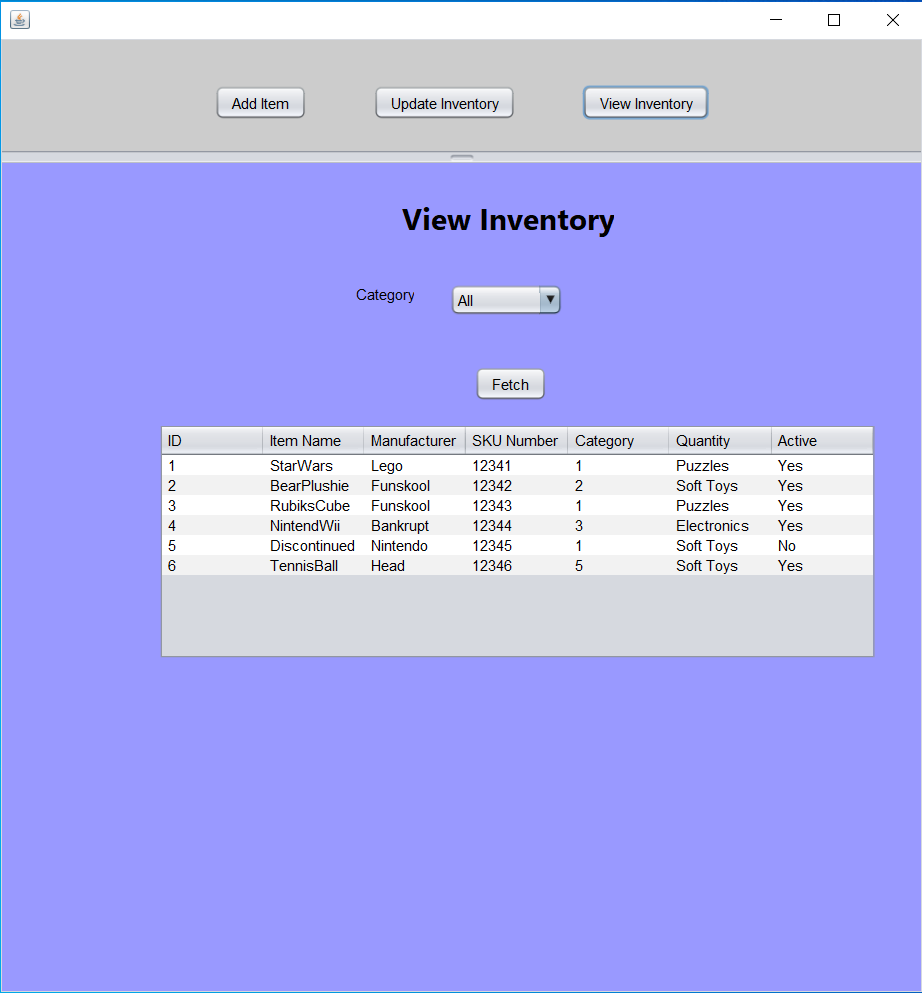 Add Item Update Inventory View Inventory
View Inventory
Category All
Fetch
ID Item Name Manufacturer SKU Number Category Quantity Active
1 StarWars Lego 12341 1 Puzzles Yes
2 BearPlushie Funskool 12342 2 Soft Toys Yes
3 RubiksCube Funskool 12343 1 Puzzles Yes
4 NintendWii Bankrupt 12344 3 Electronics Yes
5 Discontinued Nintendo 12345 1 Soft Toys No
6 TennisBall Head 12346 5 Soft Toys Yes